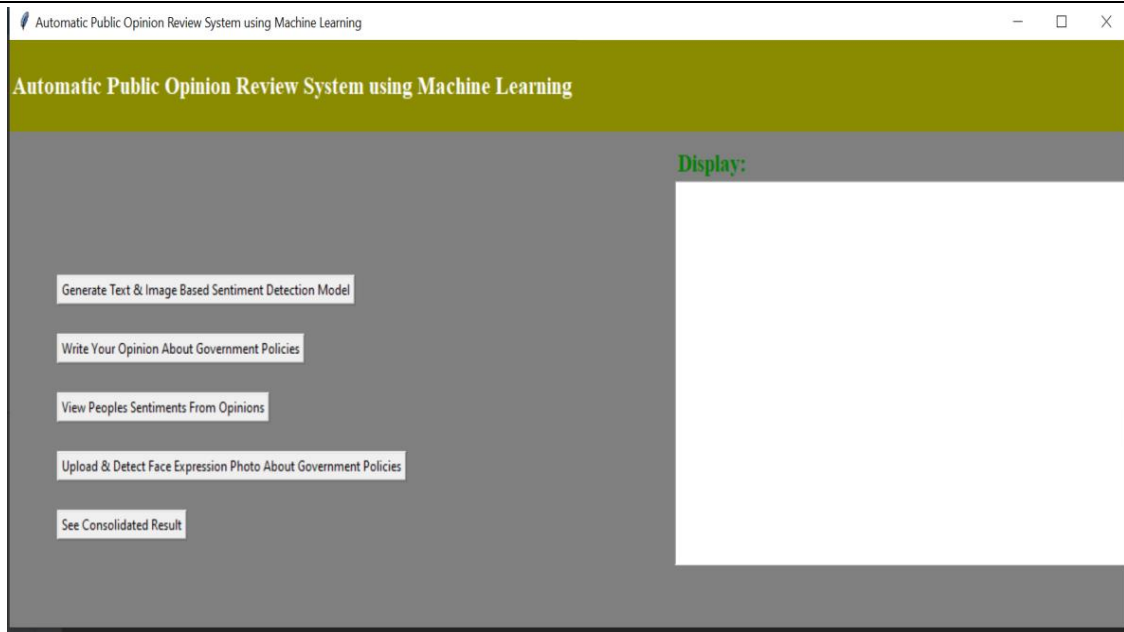 Automatic Public Opinion Review System using Machine Learning
Automatic Public Opinion Review System using Machine Learning
Display:
Generate Text & Image Based Sentiment Detection Model
Write Your Opinion About Government Policies
View Peoples Sentiments From Opinions
Upload & Detect Face Expression Photo About Government Policies
See Consolidated Result